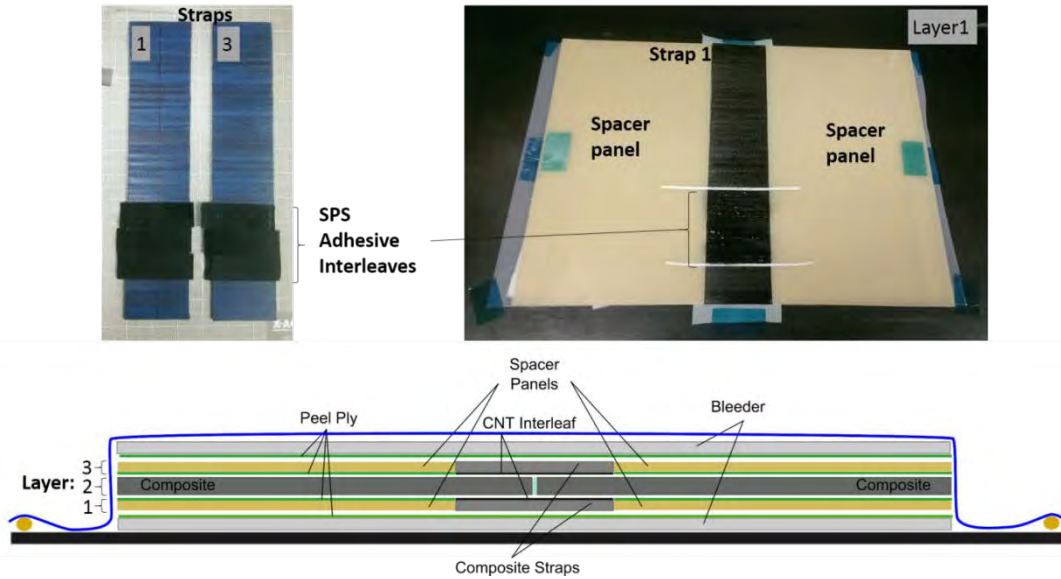 Straps
1
3
SPS
Adhesive
Interleaves
Layer1
Strap 1
Spacer
panel
Spacer
panel
Spacer
Panels
Peel Ply
CNT Interleaf
Bleeder
Layer:
3
2
1
Composite
Composite
Composite Straps